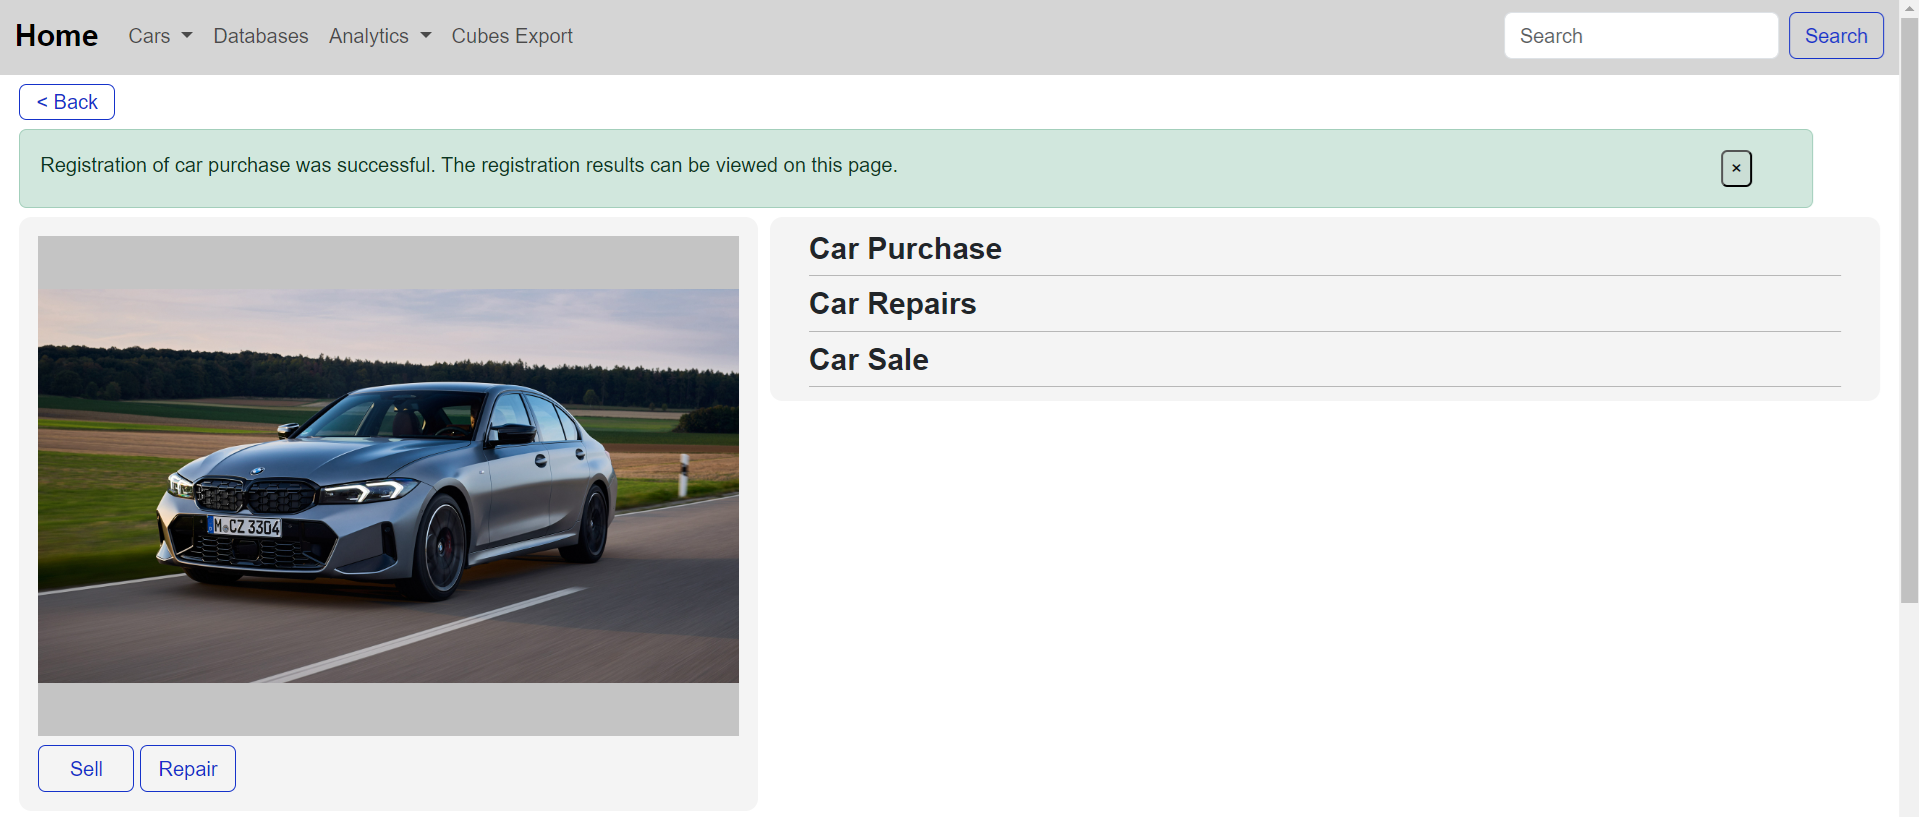 Home Cars Databases Analytics Cubes Export Search Search
< Back
Registration of car purchase was successful. The registration results can be viewed on this page. ×
Car Purchase
Car Repairs
Car Sale
M CZ 3304
Sell Repair